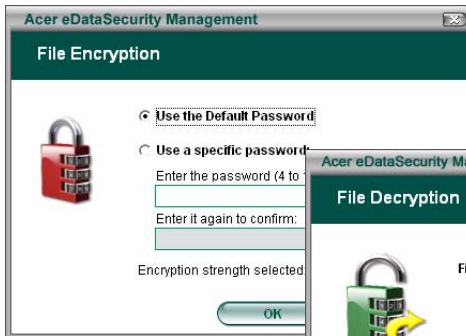 Acer eDataSecurity Management
File Encryption
Use the Default Password
Use a specific password:
Enter the password (4 to
Enter it again to confirm:
Encryption strength selected
OK
Acer eDataSecurity
File Decryption